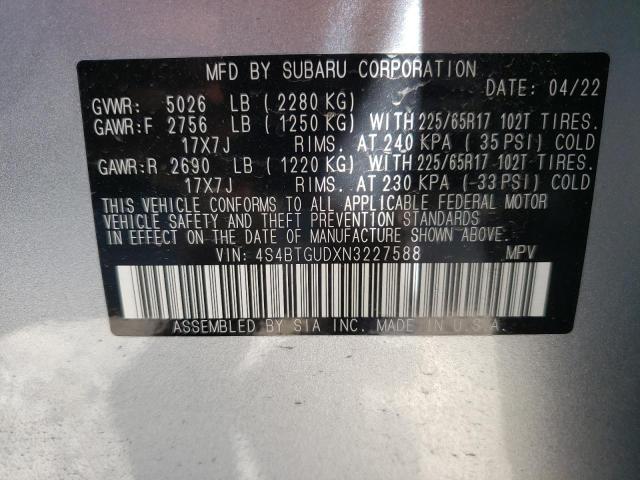 MFD BY SUBARU CORPORATION
DATE: 04/22
GVWR: 5026 LB (2280 KG)
GAWR:F 2756 LB (1250 KG) WITH 225/65R17 102T TIRES.
17X7J RIMS. AT 240 KPA (35 PSI) COLD
GAWR:R 2690 LB (1220 KG) WITH 225/65R17 102T TIRES.
17X7J RIMS. AT 230 KPA (-33 PSI) COLD
THIS VEHICLE CONFORMS TO ALL APPLICABLE FEDERAL MOTOR
VEHICLE SAFETY AND THEFT PREVENTION STANDARDS
IN EFFECT ON THE DATE OF MANUFACTURE SHOWN ABOVE.
VIN: 4S4BTGUDXN3227588 MPV
ASSEMBLED BY SIA INC. MADE IN U.S.A.